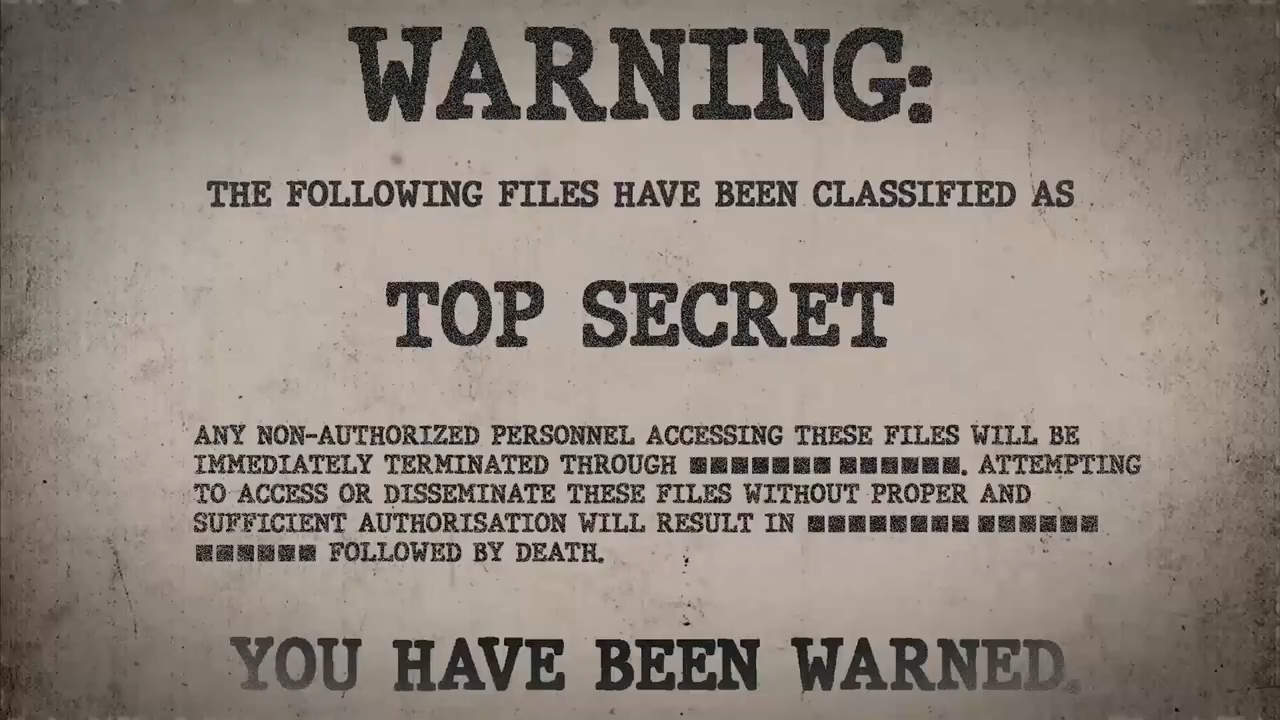 WARNING:
THE FOLLOWING FILES HAVE BEEN CLASSIFIED AS
TOP SECRET
ANY NON-AUTHORIZED PERSONNEL ACCESSING THESE FILES WILL BE
IMMEDIATELY TERMINATED THROUGH ■■■■■■■ ■■■■■■. ATTEMPTING
TO ACCESS OR DISSEMINATE THESE FILES WITHOUT PROPER AND
SUFFICIENT AUTHORISATION WILL RESULT IN ■■■■■■■■ ■■■■■■
■■■■■■ FOLLOWED BY DEATH.
YOU HAVE BEEN WARNED.